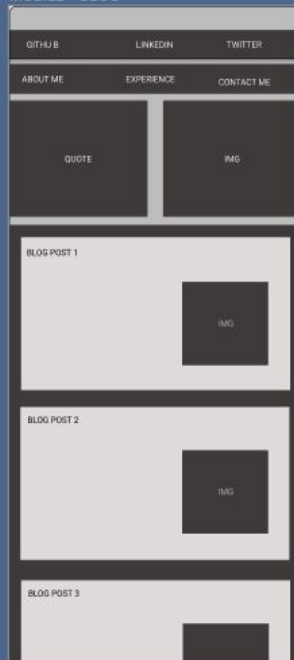 GITHUB LINKEDIN TWITTER
ABOUT ME EXPERIENCE CONTACT ME
QUOTE IMG
BLOG POST 1
IMG
BLOG POST 2
IMG
BLOG POST 3